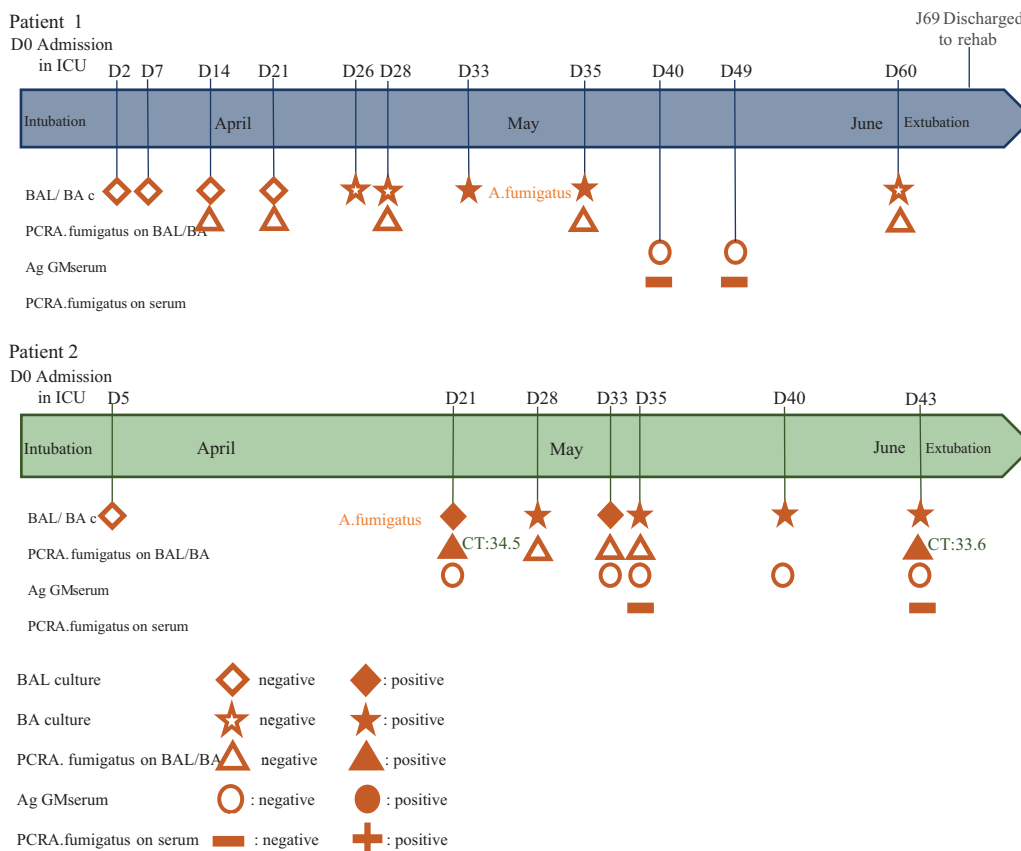 Patient 1
J69 Discharged
to rehab
D0 Admission
in ICU
D2 D7 D14 D21 D26 D28 D33 D35 D40 D49 D60
Intubation April May June Extubation
BAL/ BA c A.fumigatus
PCRA.fumigatus on BAL/BA
Ag GMserum
PCRA.fumigatus on serum
Patient 2
D0 Admission
in ICU
D5 D21 D28 D33 D35 D40 D43
Intubation April May June Extubation
BAL/ BA c A.fumigatus
PCRA.fumigatus on BAL/BA CT:34.5 CT:33.6
Ag GMserum
PCRA.fumigatus on serum
BAL culture negative : positive
BA culture negative : positive
PCRA. fumigatus on BAL/BA negative : positive
Ag GMserum : negative : positive
PCRA.fumigatus on serum : negative : positive